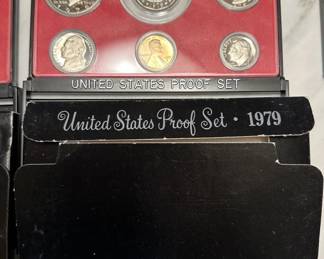 UNITED STATES PROOF SET
United States Proof Set · 1979